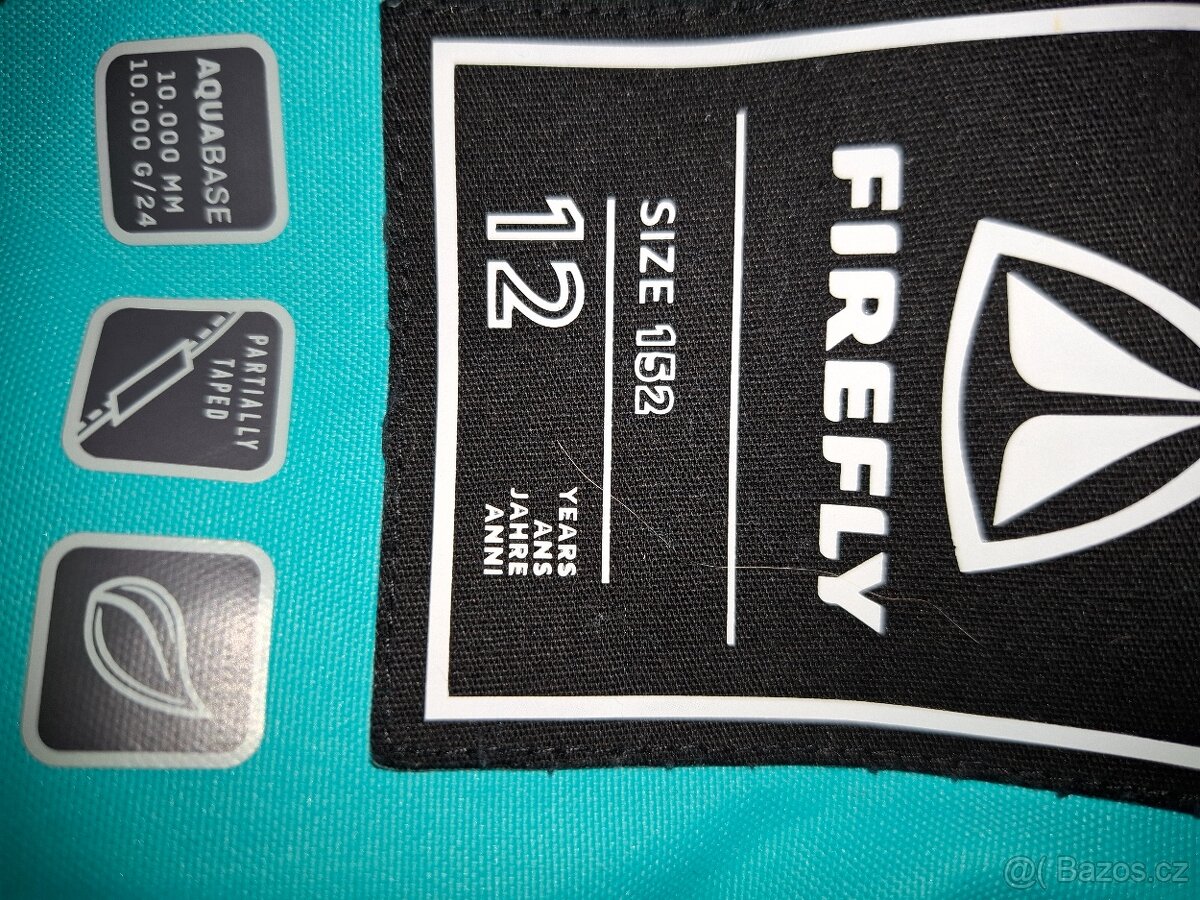 FIREFLY
SIZE 152
12
YEARS
ANS
JAHRE
ANNI
AQUABASE
10.000 MM
10.000 G/24
PARTIALLY
TAPED
@( Bazos.cz